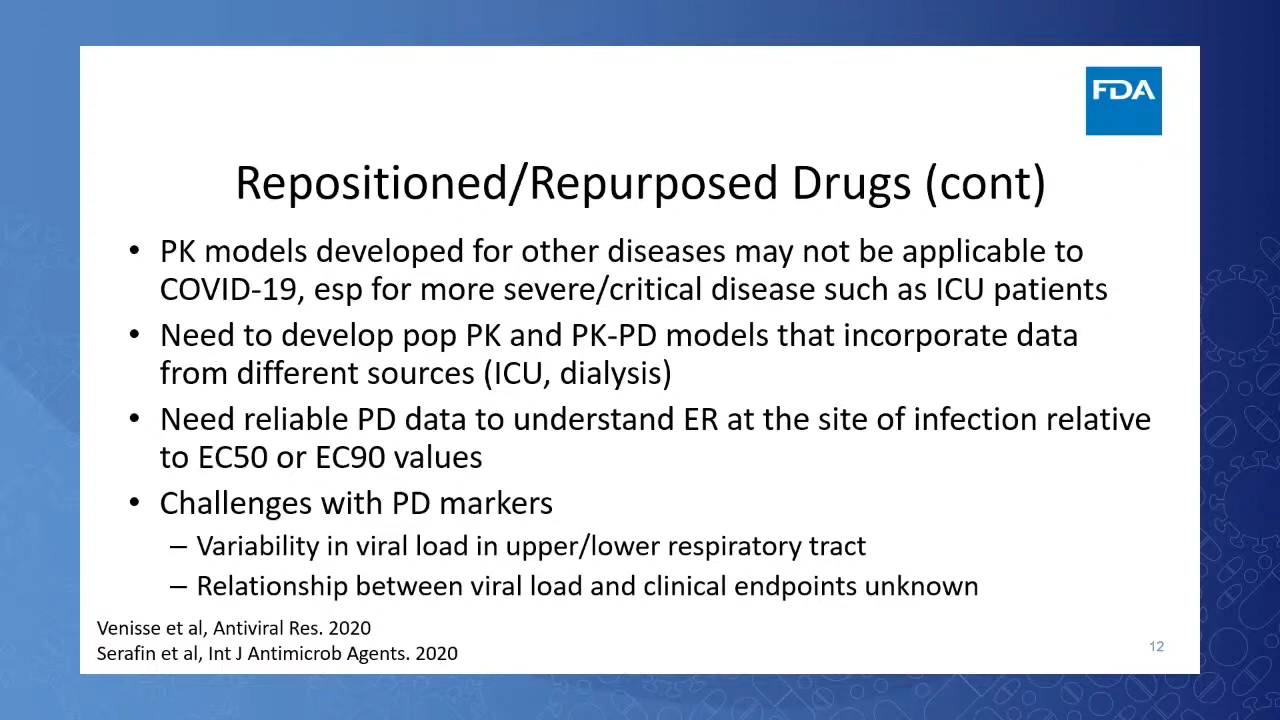 FDA
Repositioned/Repurposed Drugs (cont)
• PK models developed for other diseases may not be applicable to
COVID-19, esp for more severe/critical disease such as ICU patients
• Need to develop pop PK and PK-PD models that incorporate data
from different sources (ICU, dialysis)
• Need reliable PD data to understand ER at the site of infection relative
to EC50 or EC90 values
• Challenges with PD markers
– Variability in viral load in upper/lower respiratory tract
– Relationship between viral load and clinical endpoints unknown
Venisse et al, Antiviral Res. 2020
Serafin et al, Int J Antimicrob Agents. 2020
12